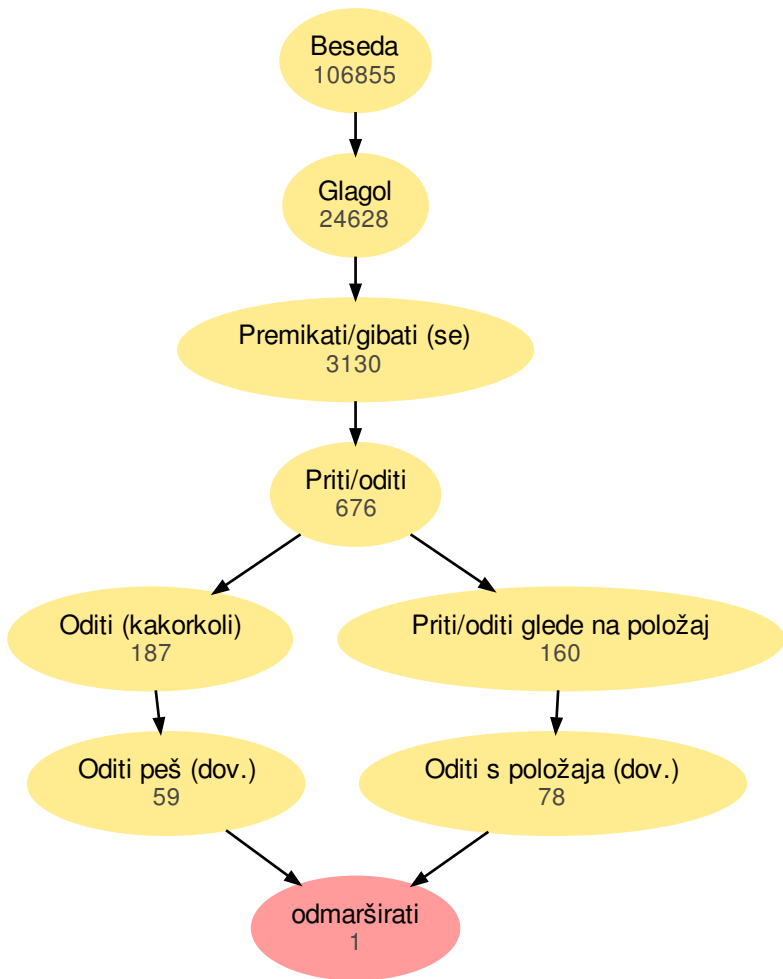 Beseda
106855
Glagol
24628
Premikati/gibati (se)
3130
Priti/oditi
676
Oditi (kakorkoli)
187
Priti/oditi glede na položaj
160
Oditi peš (dov.)
59
Oditi s položaja (dov.)
78
odmarširati
1